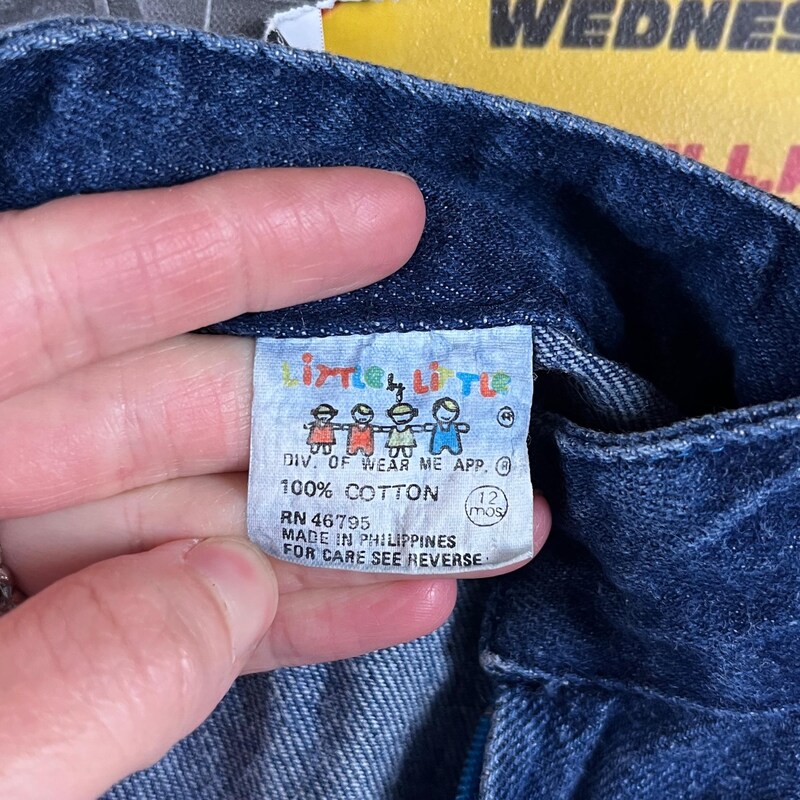 WEDNES
LITTLE by LITTLE ®
DIV. OF WEAR ME APP. ®
100% COTTON
12
mos.
RN 46795
MADE IN PHILIPPINES
FOR CARE SEE REVERSE